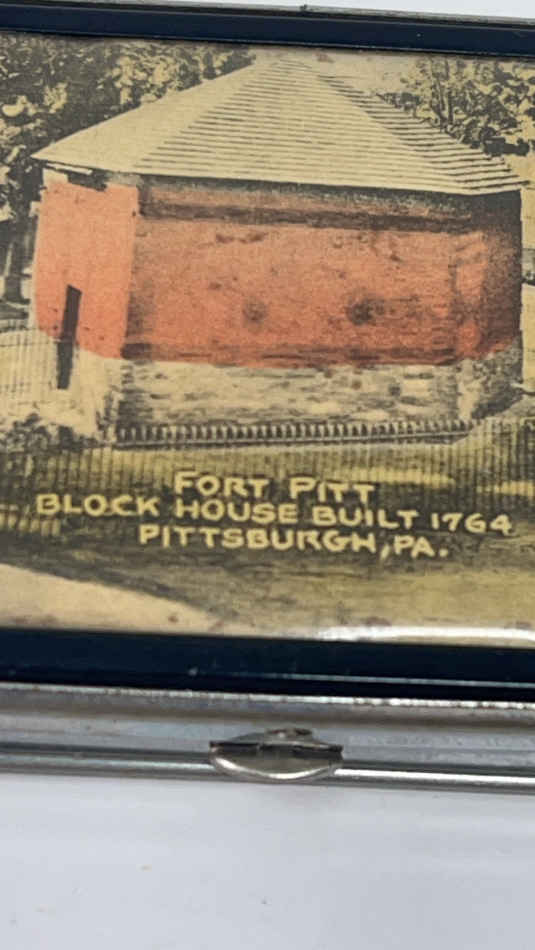 FORT PITT
BLOCK HOUSE BUILT 1764
PITTSBURGH, PA.